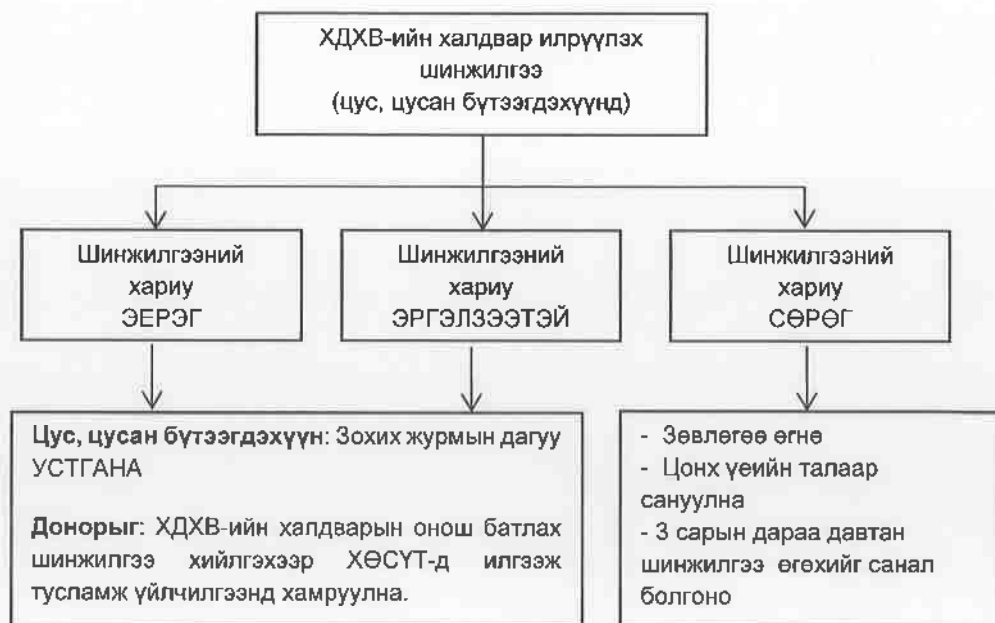 ХДХВ-ийн халдвар илрүүлэх
шинжилгээ
(цус, цусан бүтээгдэхүүнд)
Шинжилгээний
хариу
ЭЕРЭГ
Шинжилгээний
хариу
ЭРГЭЛЗЭЭТЭЙ
Шинжилгээний
хариу
СӨРӨГ
Цус, цусан бүтээгдэхүүн: Зохих журмын дагуу
УСТГАНА
Донорыг: ХДХВ-ийн халдварын онош батлах
шинжилгээ хийлгэхээр ХӨСҮТ-д илгээж
тусламж үйлчилгээнд хамруулна.
- Зөвлөгөө өгнө
- Цонх үеийн талаар
сануулна
- 3 сарын дараа давтан
шинжилгээ өгөхийг санал
болгоно